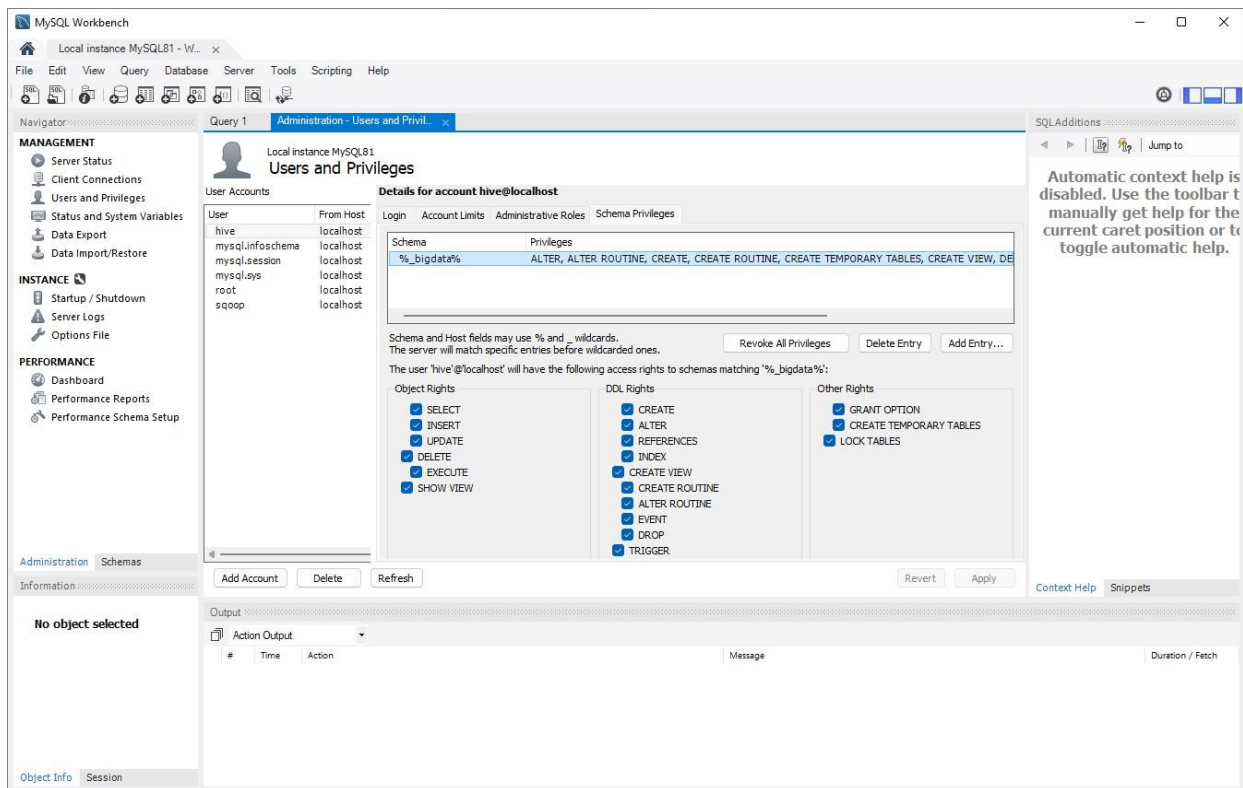 MySQL Workbench
Local instance MySQL81 - W...
File Edit View Query Database Server Tools Scripting Help
Navigator
MANAGEMENT
Server Status
Client Connections
Users and Privileges
Status and System Variables
Data Export
Data Import/Restore
INSTANCE
Startup / Shutdown
Server Logs
Options File
PERFORMANCE
Dashboard
Performance Reports
Performance Schema Setup
Administration Schemas
Information
No object selected
Object Info Session
Query 1 Administration - Users and Privil...
Local instance MySQL81
Users and Privileges
User Accounts
User From Host
hive localhost
mysql.infoschema localhost
mysql.session localhost
mysql.sys localhost
root localhost
sqoop localhost
Details for account hive@localhost
Login Account Limits Administrative Roles Schema Privileges
Schema Privileges
%_bigdata% ALTER, ALTER ROUTINE, CREATE, CREATE ROUTINE, CREATE TEMPORARY TABLES, CREATE VIEW, DE
Schema and Host fields may use % and _ wildcards.
The server will match specific entries before wildcarded ones.
Revoke All Privileges Delete Entry Add Entry...
The user 'hive'@'localhost' will have the following access rights to schemas matching '%_bigdata%':
Object Rights
SELECT
INSERT
UPDATE
DELETE
EXECUTE
SHOW VIEW
DDL Rights
CREATE
ALTER
REFERENCES
INDEX
CREATE VIEW
CREATE ROUTINE
ALTER ROUTINE
EVENT
DROP
TRIGGER
Other Rights
GRANT OPTION
CREATE TEMPORARY TABLES
LOCK TABLES
Add Account Delete Refresh Revert Apply
Output
Action Output
# Time Action Message Duration / Fetch
SQLAdditions
Jump to
Automatic context help is
disabled. Use the toolbar t
manually get help for the
current caret position or to
toggle automatic help.
Context Help Snippets